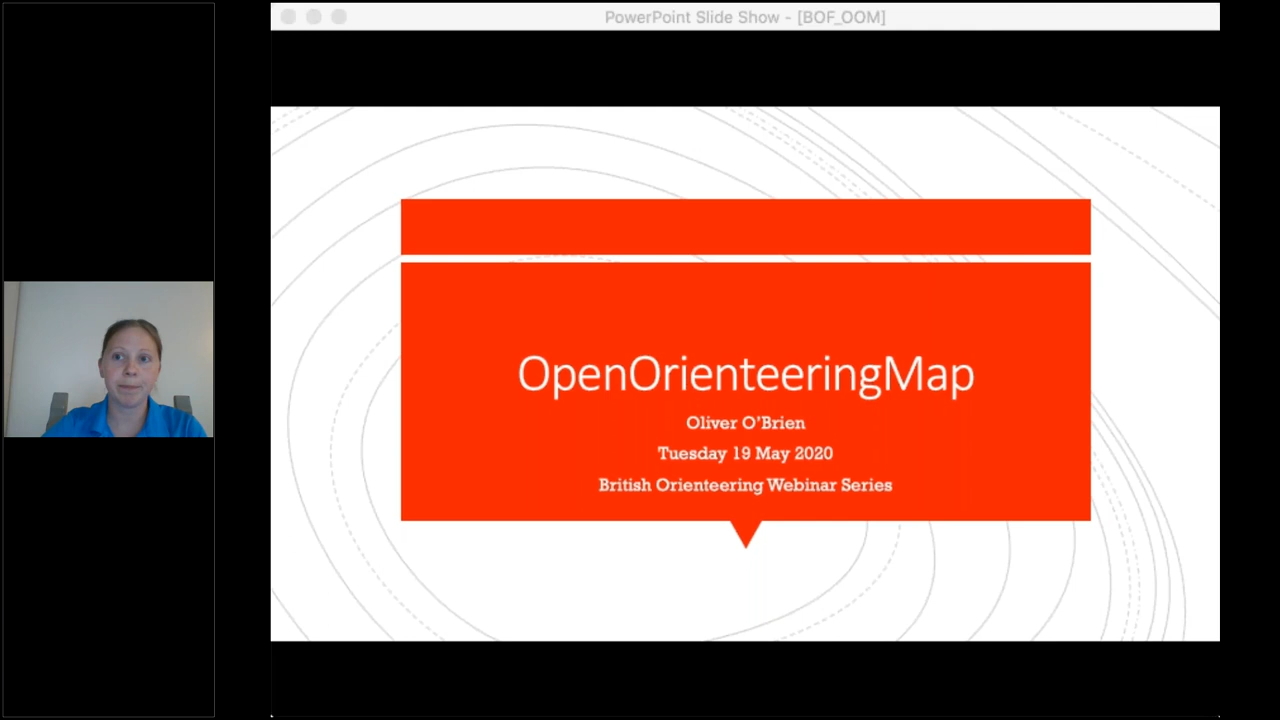 PowerPoint Slide Show - [BOF_OOM]
OpenOrienteeringMap
Oliver O'Brien
Tuesday 19 May 2020
British Orienteering Webinar Series